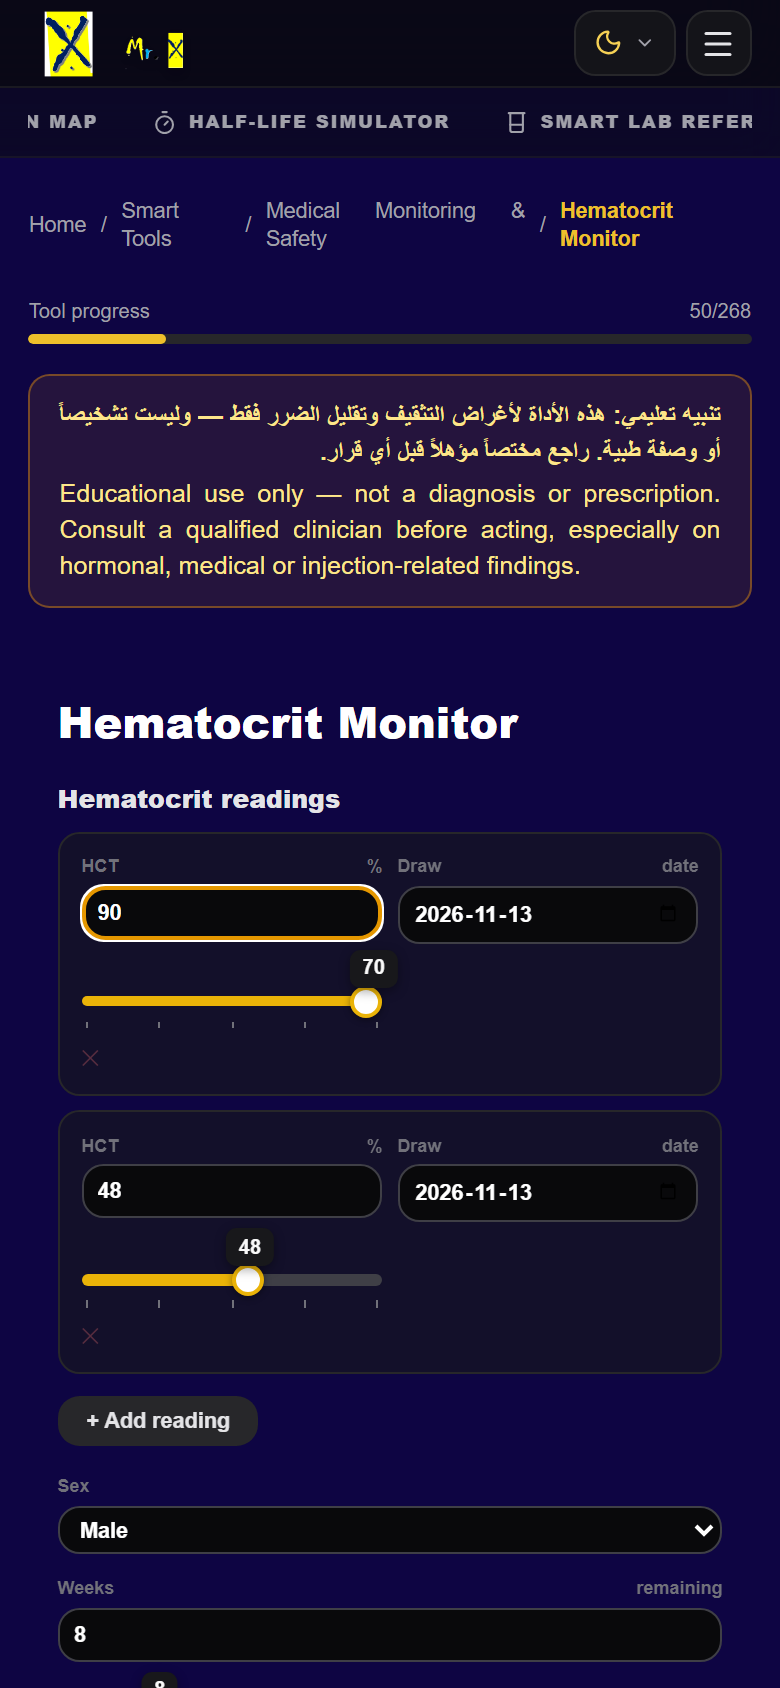 X Mr. X
N MAP HALF-LIFE SIMULATOR SMART LAB REFER
Home / Smart Tools / Medical Monitoring & Safety / Hematocrit Monitor
Tool progress 50/268
تنبيه تعليمي: هذه الأداة لأغراض التثقيف وتقليل الضرر فقط — وليست تشخيصاً
أو وصفة طبية. راجع مختصاً مؤهلاً قبل أي قرار.
Educational use only — not a diagnosis or prescription.
Consult a qualified clinician before acting, especially on
hormonal, medical or injection-related findings.
Hematocrit Monitor
Hematocrit readings
HCT % Draw date
90 2026-11-13
70
HCT % Draw date
48 2026-11-13
48
+ Add reading
Sex
Male
Weeks remaining
8
8